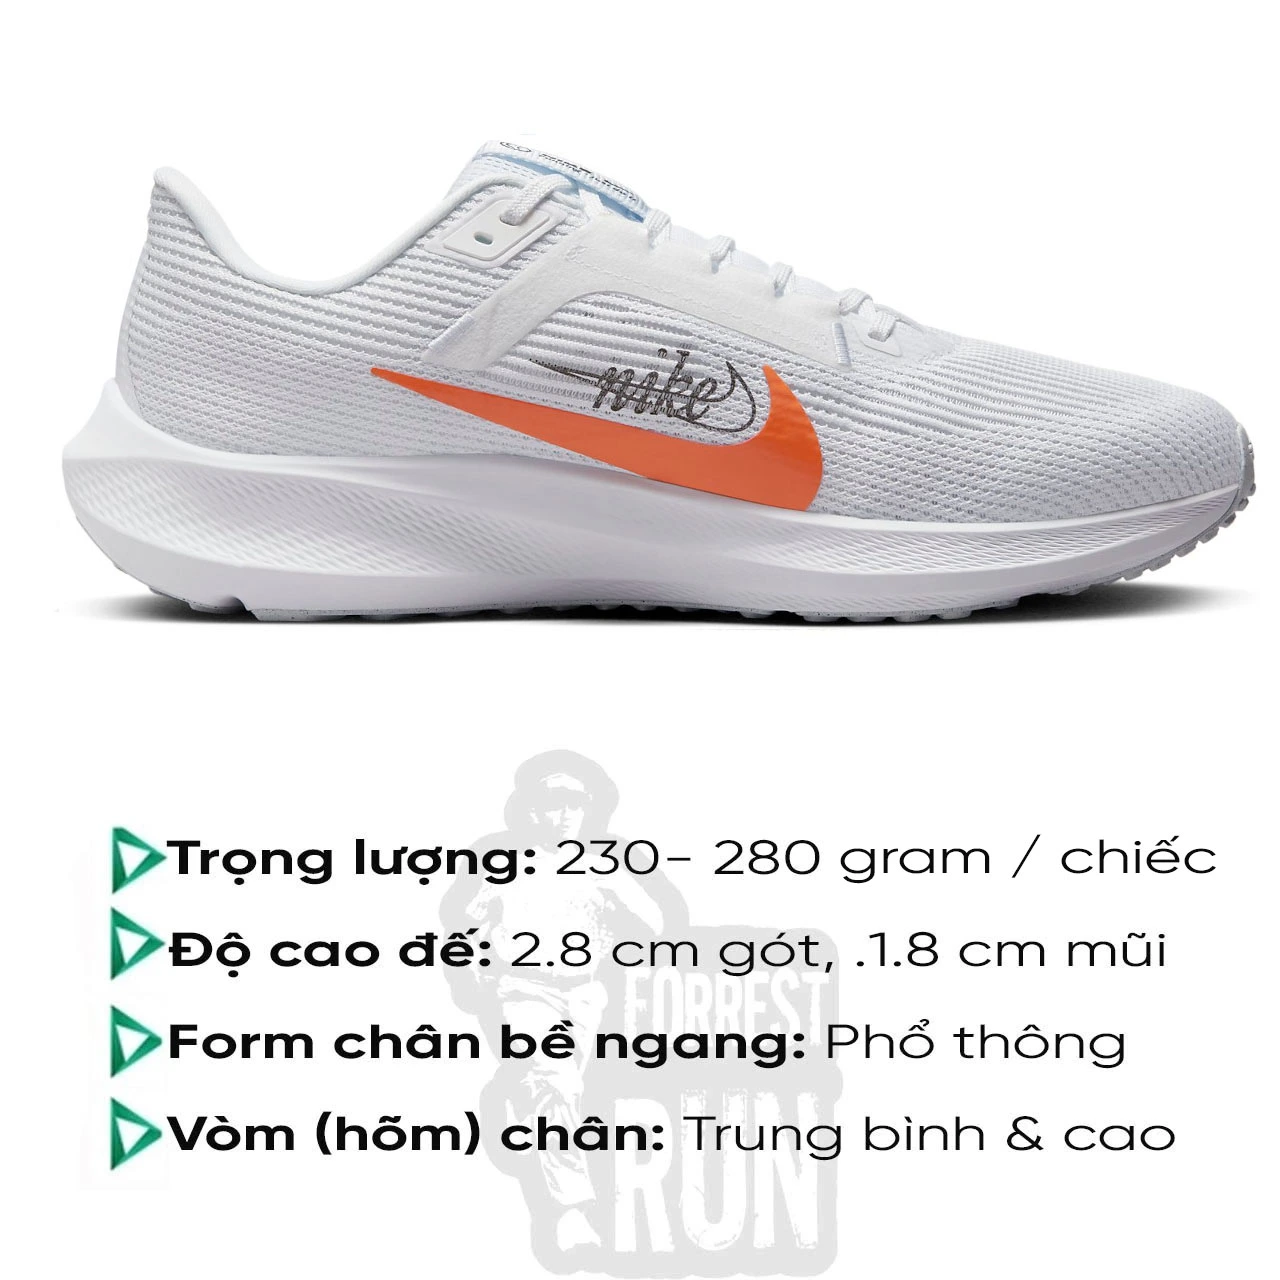 nike
Trọng lượng: 230- 280 gram / chiếc
Độ cao đế: 2.8 cm gót, .1.8 cm mũi
Form chân bề ngang: Phổ thông
Vòm (hõm) chân: Trung bình & cao
FORREST
RUN